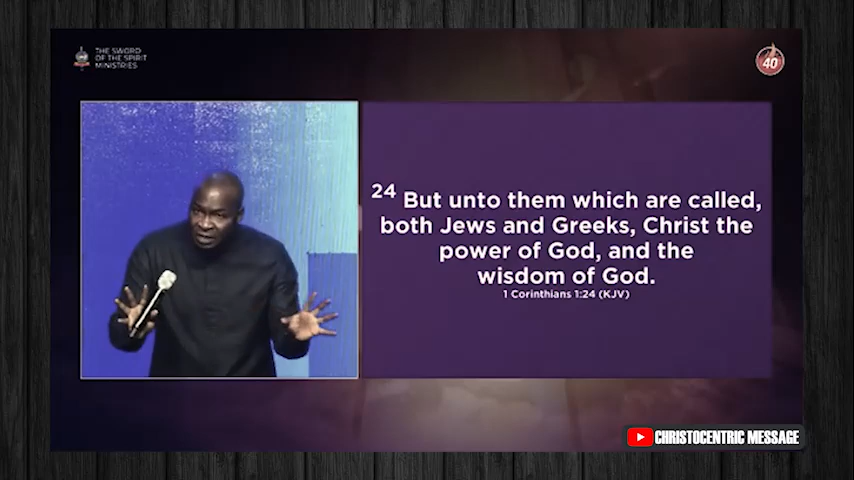 THE SWORD
OF THE SPIRIT
MINISTRIES
40
24 But unto them which are called,
both Jews and Greeks, Christ the
power of God, and the
wisdom of God.
1 Corinthians 1:24 (KJV)
CHRISTOCENTRIC MESSAGE